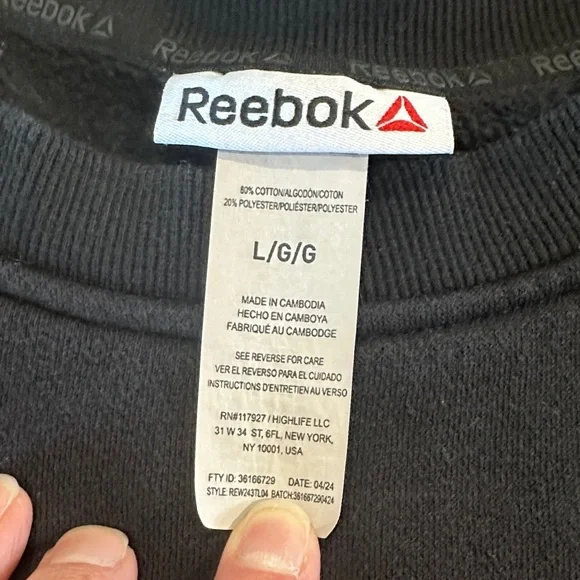 Reebok
Reebok
Reebok
Ree
Reebok
80% COTTON/ALGODÓN/COTON
20% POLYESTER/POLIÉSTER/POLYESTER
L/G/G
MADE IN CAMBODIA
HECHO EN CAMBOYA
FABRIQUÉ AU CAMBODGE
SEE REVERSE FOR CARE
VER EL REVERSO PARA EL CUIDADO
INSTRUCTIONS D'ENTRETIEN AU VERSO
RN#117927 / HIGHLIFE LLC
31 W 34 ST, 6FL, NEW YORK,
NY 10001, USA
FTY ID: 36166729 DATE: 04/24
STYLE: REW243TL04 BATCH:361667290424